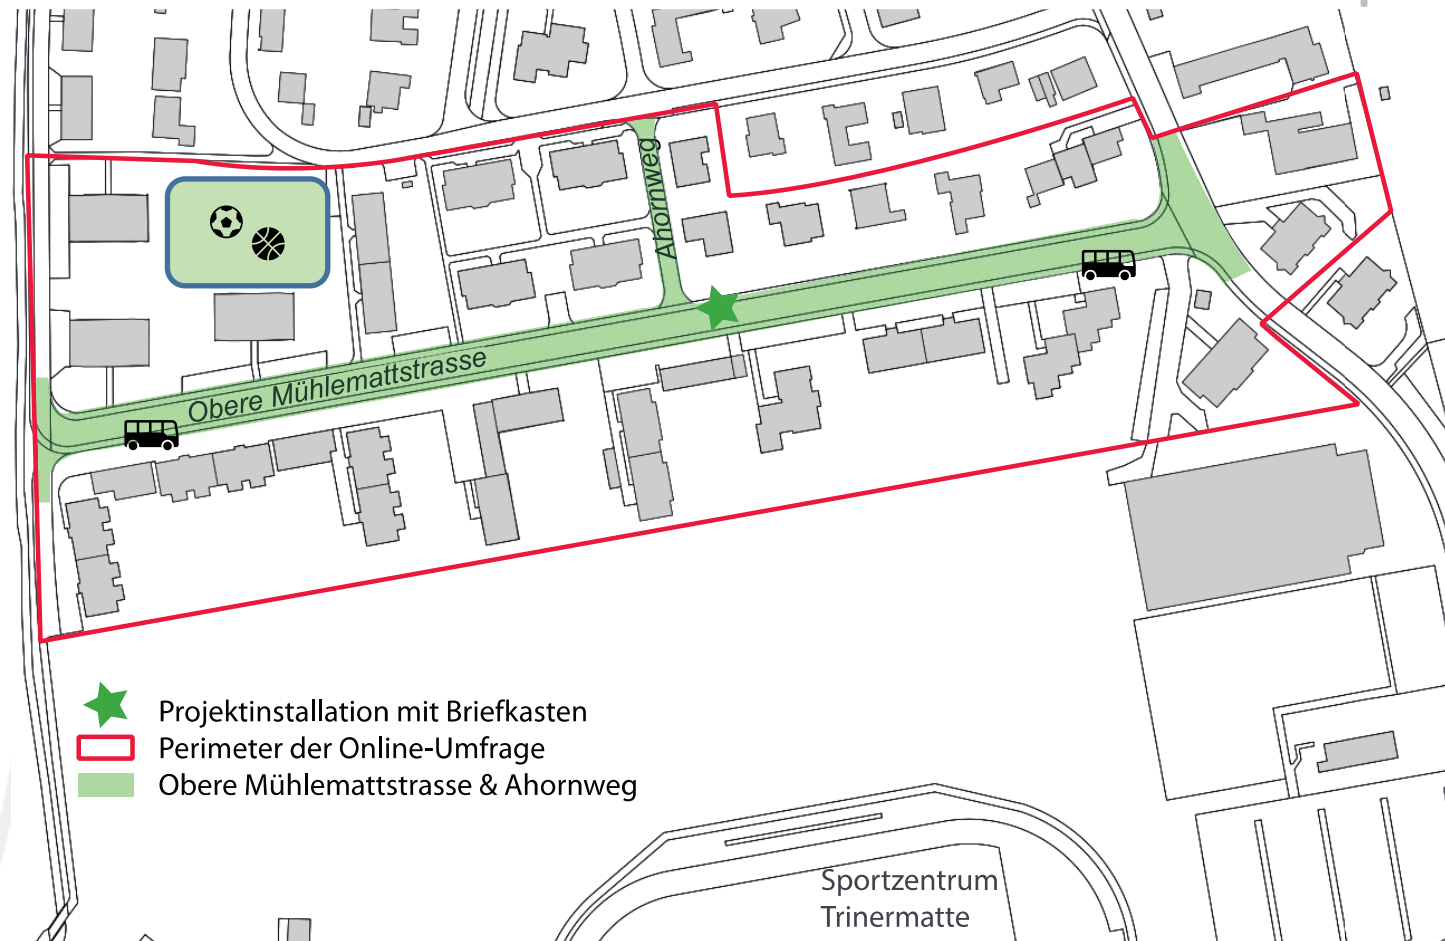 Ahornweg
Obere Mühlemattstrasse
Projektinstallation mit Briefkasten
Perimeter der Online-Umfrage
Obere Mühlemattstrasse & Ahornweg
Sportzentrum
Trinermatte